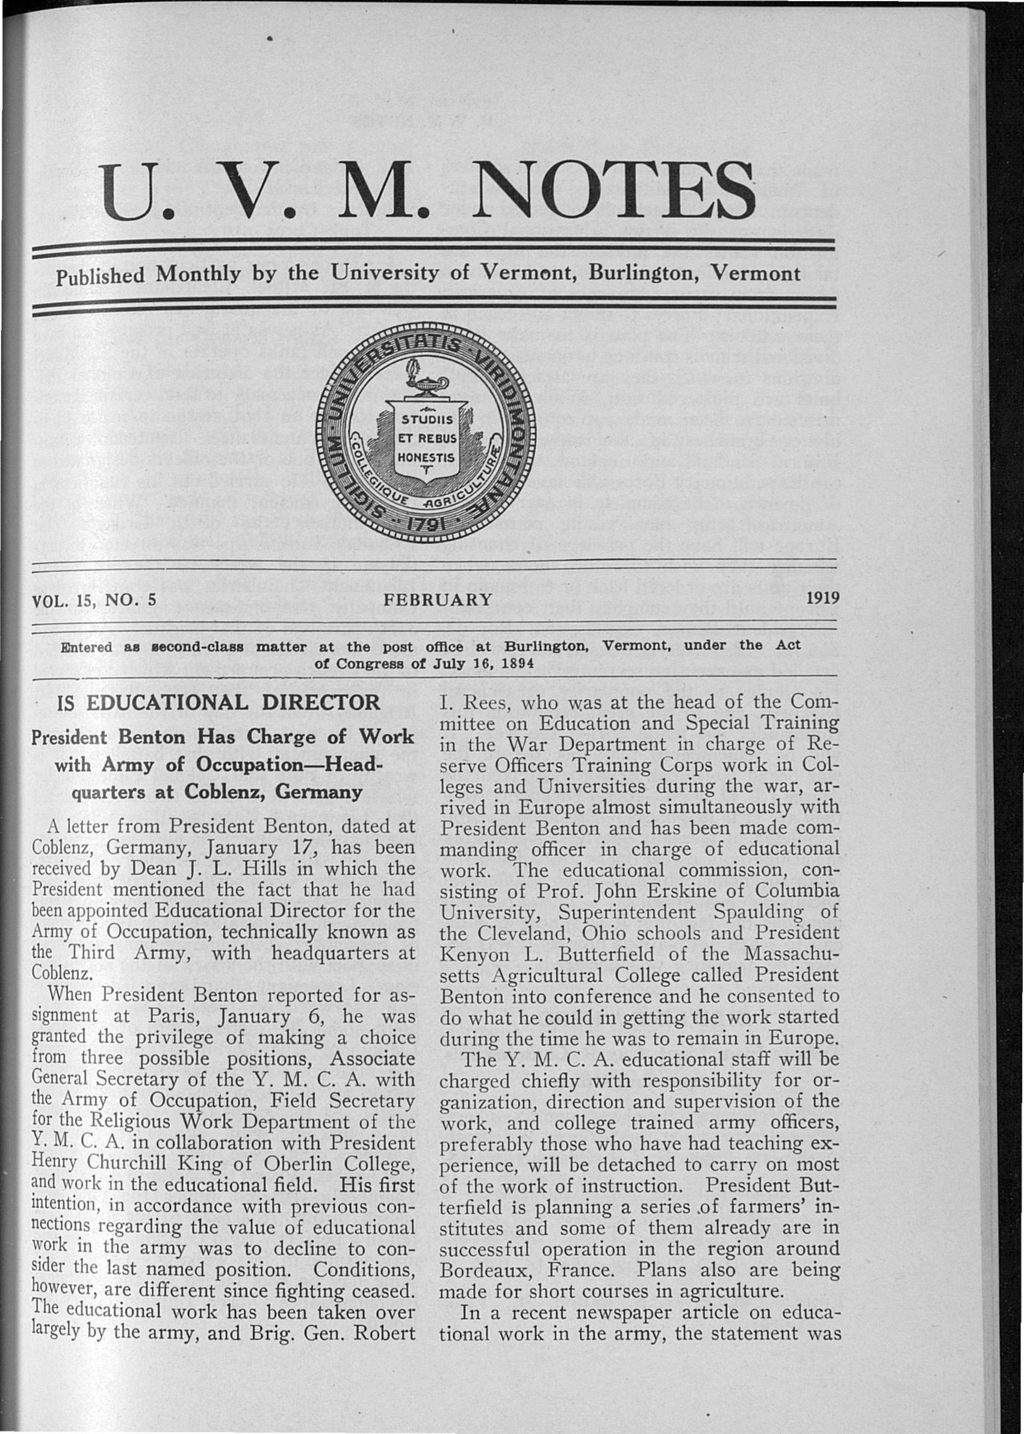 U. V. M. NOTES
Published Monthly by the University of Vermont, Burlington, Vermont
SIGILLUM · UNIVERSITATIS · VIRIDIMONTANÆ
COLLEGIIQUE AGRICULTURÆ
STUDIIS
ET REBUS
HONESTIS
· 1791 ·
VOL. 15, NO. 5 FEBRUARY 1919
Entered as second-class matter at the post office at Burlington, Vermont, under the Act
of Congress of July 16, 1894
IS EDUCATIONAL DIRECTOR
President Benton Has Charge of Work
with Army of Occupation—Head-
quarters at Coblenz, Germany
A letter from President Benton, dated at
Coblenz, Germany, January 17, has been
received by Dean J. L. Hills in which the
President mentioned the fact that he had
been appointed Educational Director for the
Army of Occupation, technically known as
the Third Army, with headquarters at
Coblenz.
When President Benton reported for as-
signment at Paris, January 6, he was
granted the privilege of making a choice
from three possible positions, Associate
General Secretary of the Y. M. C. A. with
the Army of Occupation, Field Secretary
for the Religious Work Department of the
Y. M. C. A. in collaboration with President
Henry Churchill King of Oberlin College,
and work in the educational field. His first
intention, in accordance with previous con-
nections regarding the value of educational
work in the army was to decline to con-
sider the last named position. Conditions,
however, are different since fighting ceased.
The educational work has been taken over
largely by the army, and Brig. Gen. Robert
I. Rees, who was at the head of the Com-
mittee on Education and Special Training
in the War Department in charge of Re-
serve Officers Training Corps work in Col-
leges and Universities during the war, ar-
rived in Europe almost simultaneously with
President Benton and has been made com-
manding officer in charge of educational
work. The educational commission, con-
sisting of Prof. John Erskine of Columbia
University, Superintendent Spaulding of
the Cleveland, Ohio schools and President
Kenyon L. Butterfield of the Massachu-
setts Agricultural College called President
Benton into conference and he consented to
do what he could in getting the work started
during the time he was to remain in Europe.
The Y. M. C. A. educational staff will be
charged chiefly with responsibility for or-
ganization, direction and supervision of the
work, and college trained army officers,
preferably those who have had teaching ex-
perience, will be detached to carry on most
of the work of instruction. President But-
terfield is planning a series .of farmers' in-
stitutes and some of them already are in
successful operation in the region around
Bordeaux, France. Plans also are being
made for short courses in agriculture.
In a recent newspaper article on educa-
tional work in the army, the statement was